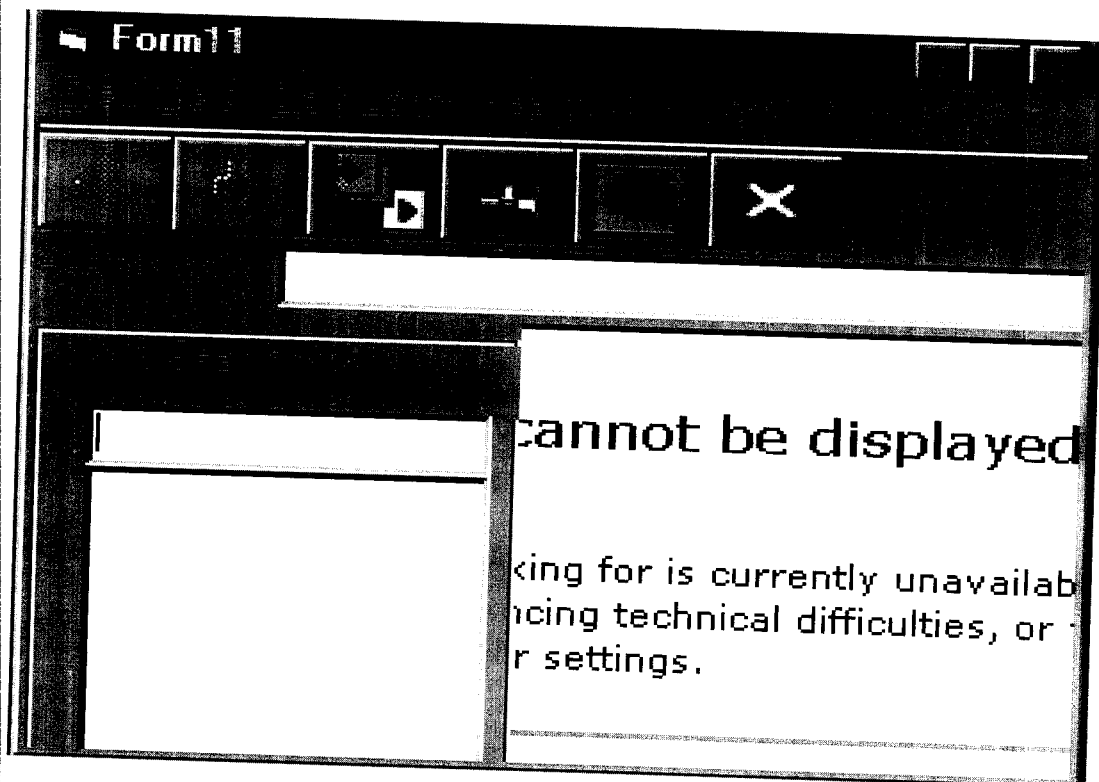 Form11
cannot be displayed
king for is currently unavailab
ncing technical difficulties, or
r settings.